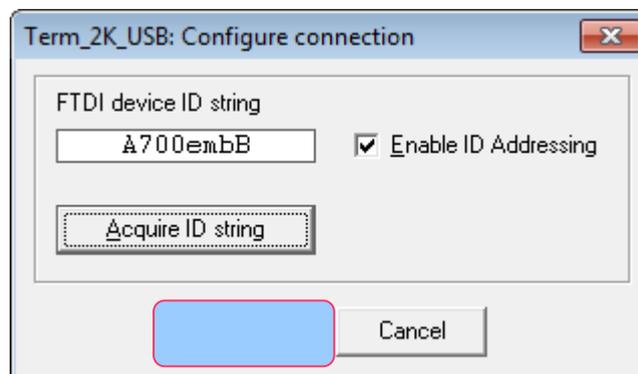 Term_2K_USB: Configure connection
FTDI device ID string
A700embB
Enable ID Addressing
Acquire ID string
Cancel